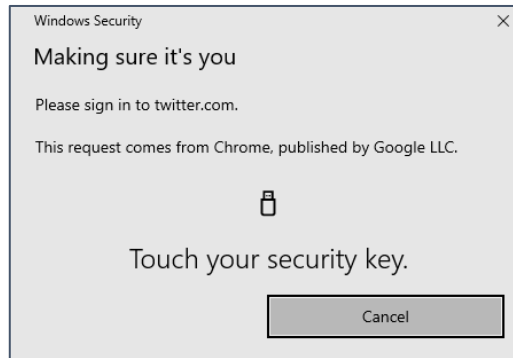 Windows Security
Making sure it's you
Please sign in to twitter.com.
This request comes from Chrome, published by Google LLC.
Touch your security key.
Cancel